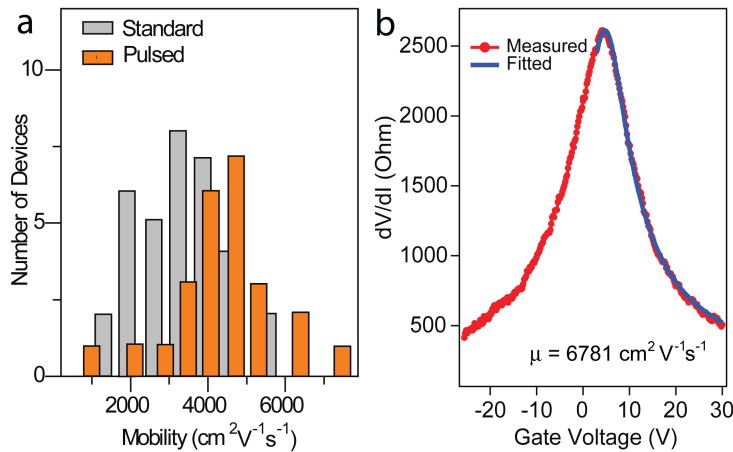 a
Standard
Pulsed
10
5
0
Number of Devices
2000 4000 6000
Mobility (cm²V⁻¹s⁻¹)
b
Measured
Fitted
2500
2000
1500
1000
500
dV/dI (Ohm)
μ = 6781 cm² V⁻¹s⁻¹
-20 -10 0 10 20 30
Gate Voltage (V)